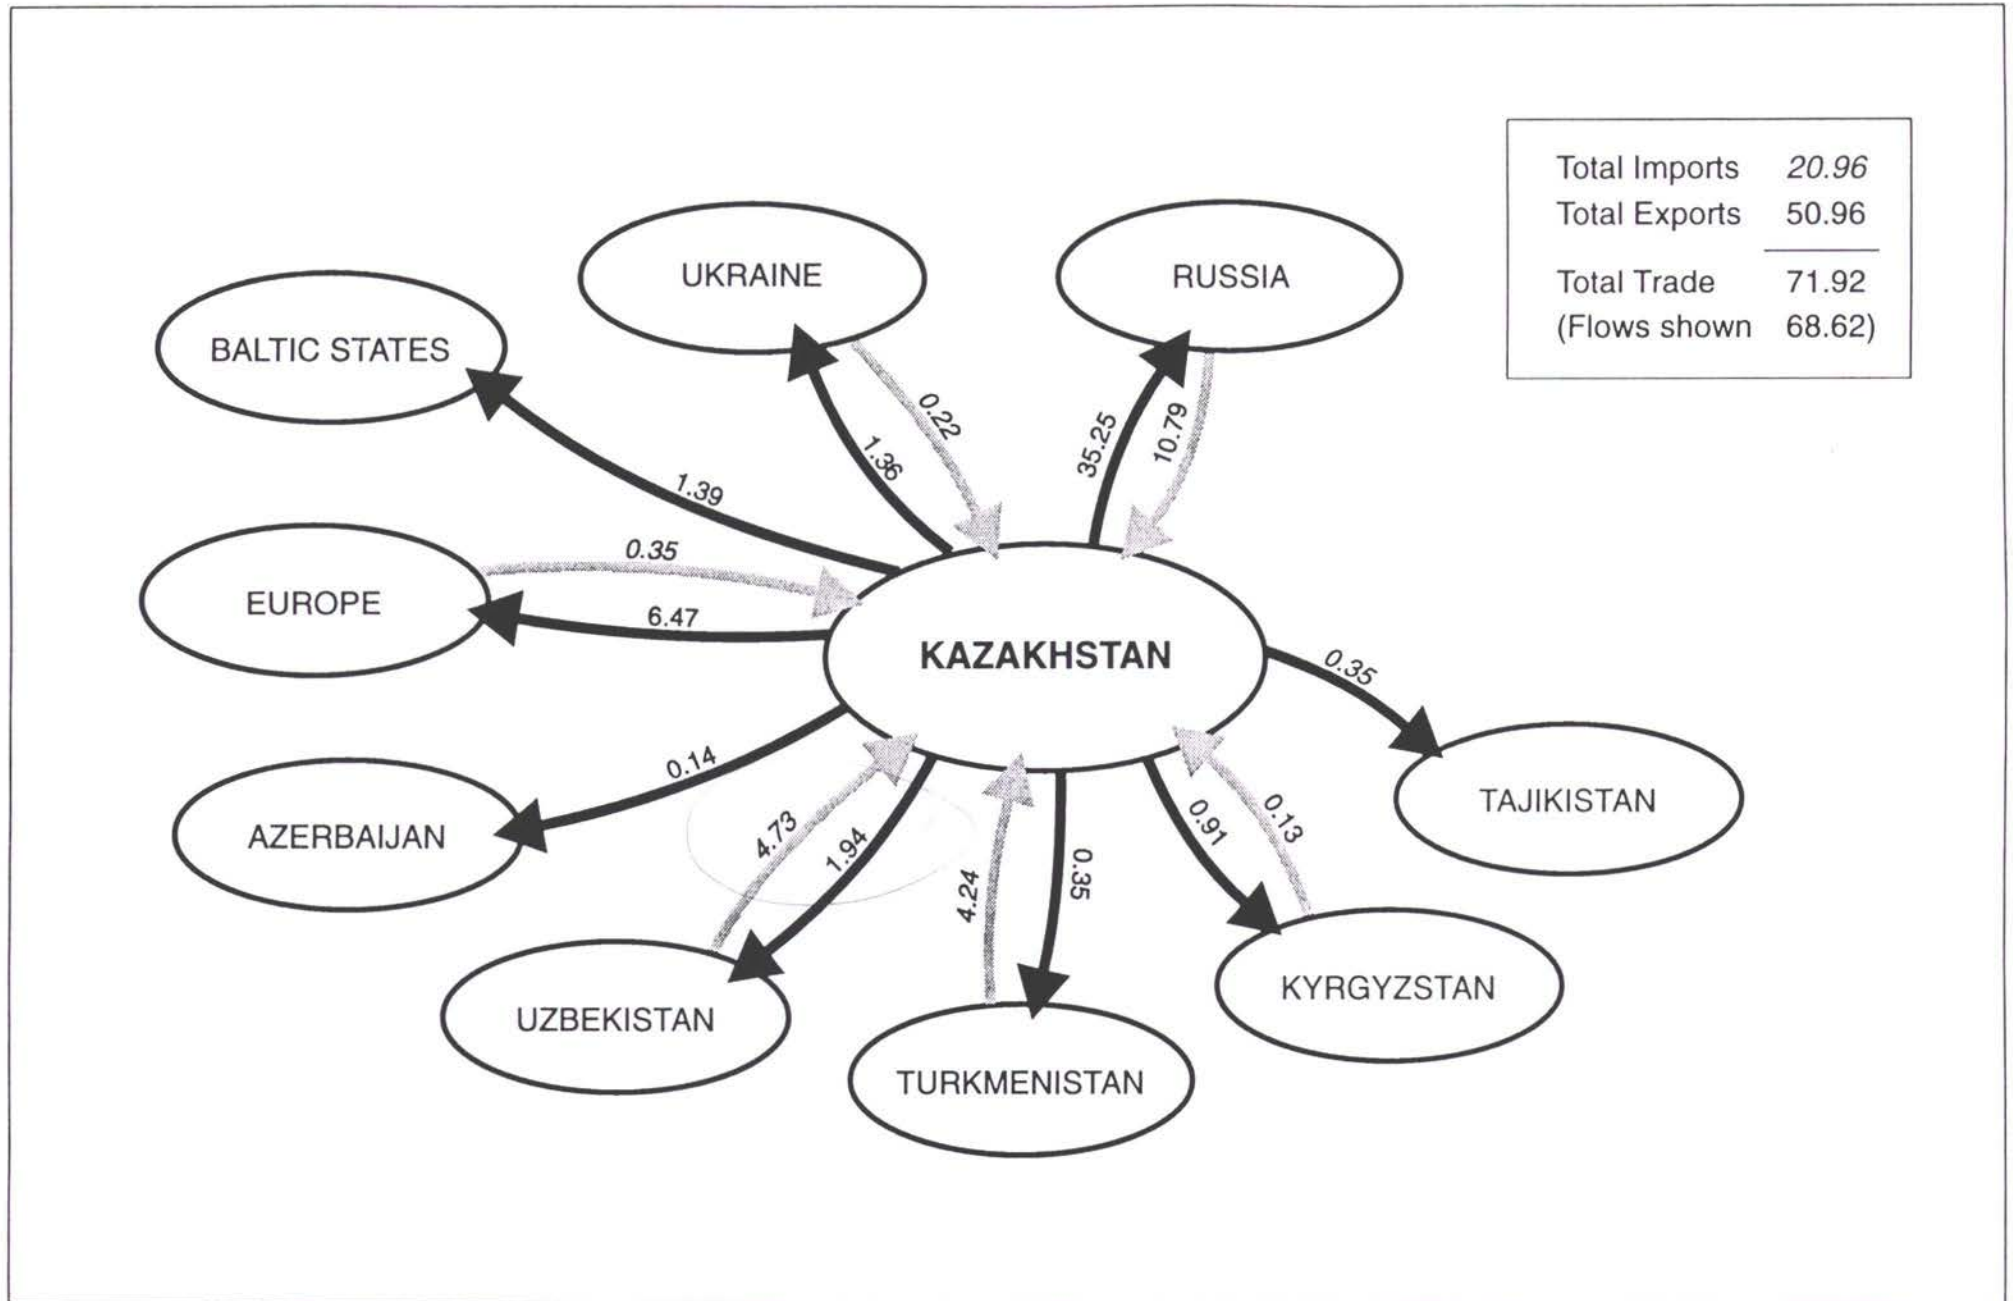 Total Imports 20.96
Total Exports 50.96
Total Trade 71.92
(Flows shown 68.62)
UKRAINE
RUSSIA
BALTIC STATES
0.22
1.36
35.25
10.79
1.39
EUROPE
0.35
6.47
KAZAKHSTAN
0.35
TAJIKISTAN
AZERBAIJAN
0.14
4.73
1.94
4.24
0.35
0.91
0.13
UZBEKISTAN
TURKMENISTAN
KYRGYZSTAN